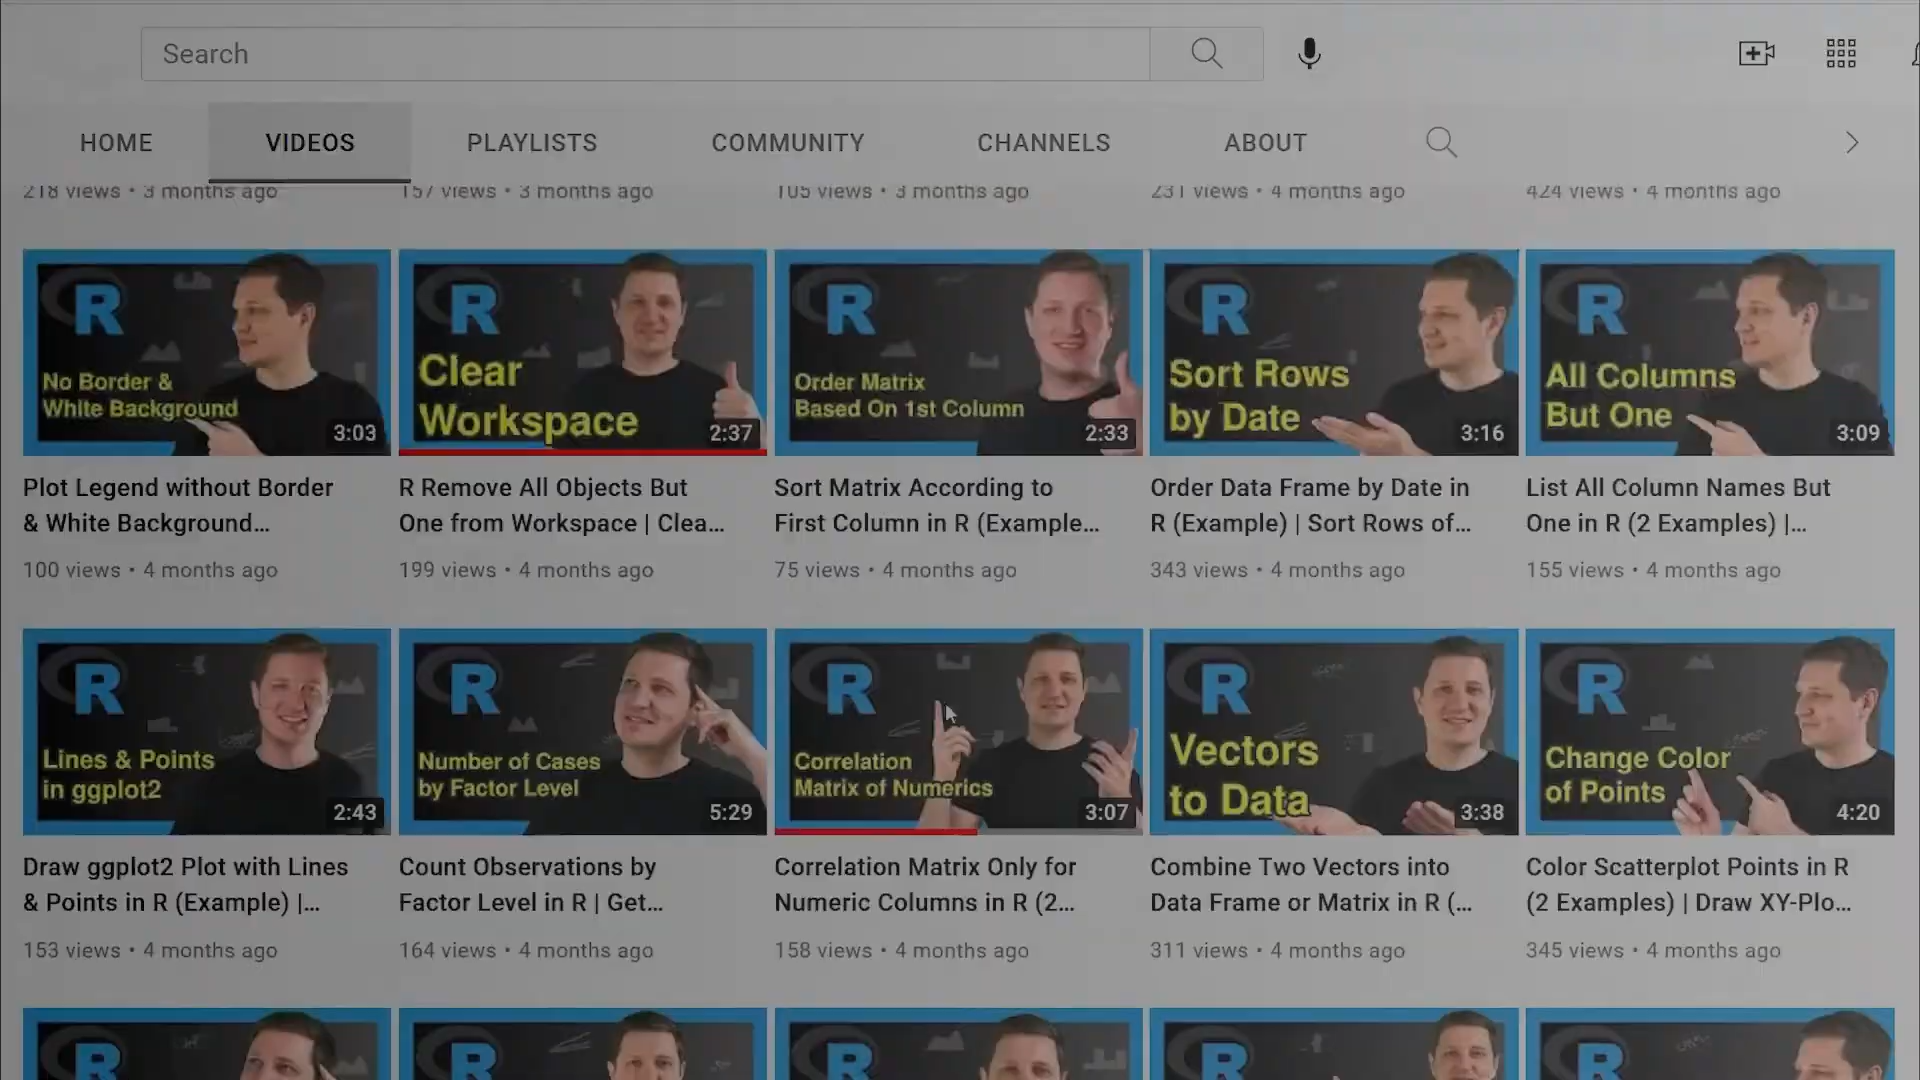 Search
HOME VIDEOS PLAYLISTS COMMUNITY CHANNELS ABOUT
218 views • 3 months ago 157 views • 3 months ago 105 views • 3 months ago 231 views • 4 months ago 424 views • 4 months ago
R R R R R
No Border &
White Background
3:03
Clear
Workspace
2:37
Order Matrix
Based On 1st Column
2:33
Sort Rows
by Date
3:16
All Columns
But One
3:09
Plot Legend without Border
& White Background...
100 views • 4 months ago
R Remove All Objects But
One from Workspace | Clea...
199 views • 4 months ago
Sort Matrix According to
First Column in R (Example...
75 views • 4 months ago
Order Data Frame by Date in
R (Example) | Sort Rows of...
343 views • 4 months ago
List All Column Names But
One in R (2 Examples) |...
155 views • 4 months ago
R R R R R
Lines & Points
in ggplot2
2:43
Number of Cases
by Factor Level
5:29
Correlation
Matrix of Numerics
3:07
Vectors
to Data
3:38
Change Color
of Points
4:20
Draw ggplot2 Plot with Lines
& Points in R (Example) |...
153 views • 4 months ago
Count Observations by
Factor Level in R | Get...
164 views • 4 months ago
Correlation Matrix Only for
Numeric Columns in R (2...
158 views • 4 months ago
Combine Two Vectors into
Data Frame or Matrix in R (...
311 views • 4 months ago
Color Scatterplot Points in R
(2 Examples) | Draw XY-Plo...
345 views • 4 months ago
R R R R R